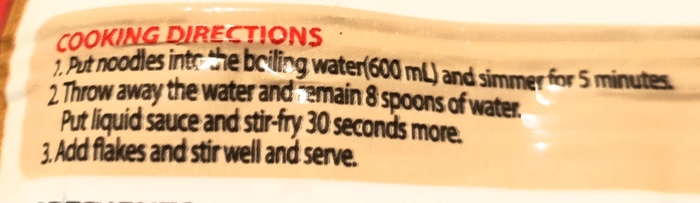 COOKING DIRECTIONS
1. Put noodles into the boiling water(600 mL) and simmer for 5 minutes.
2. Throw away the water and remain 8 spoons of water.
Put liquid sauce and stir-fry 30 seconds more.
3. Add flakes and stir well and serve.